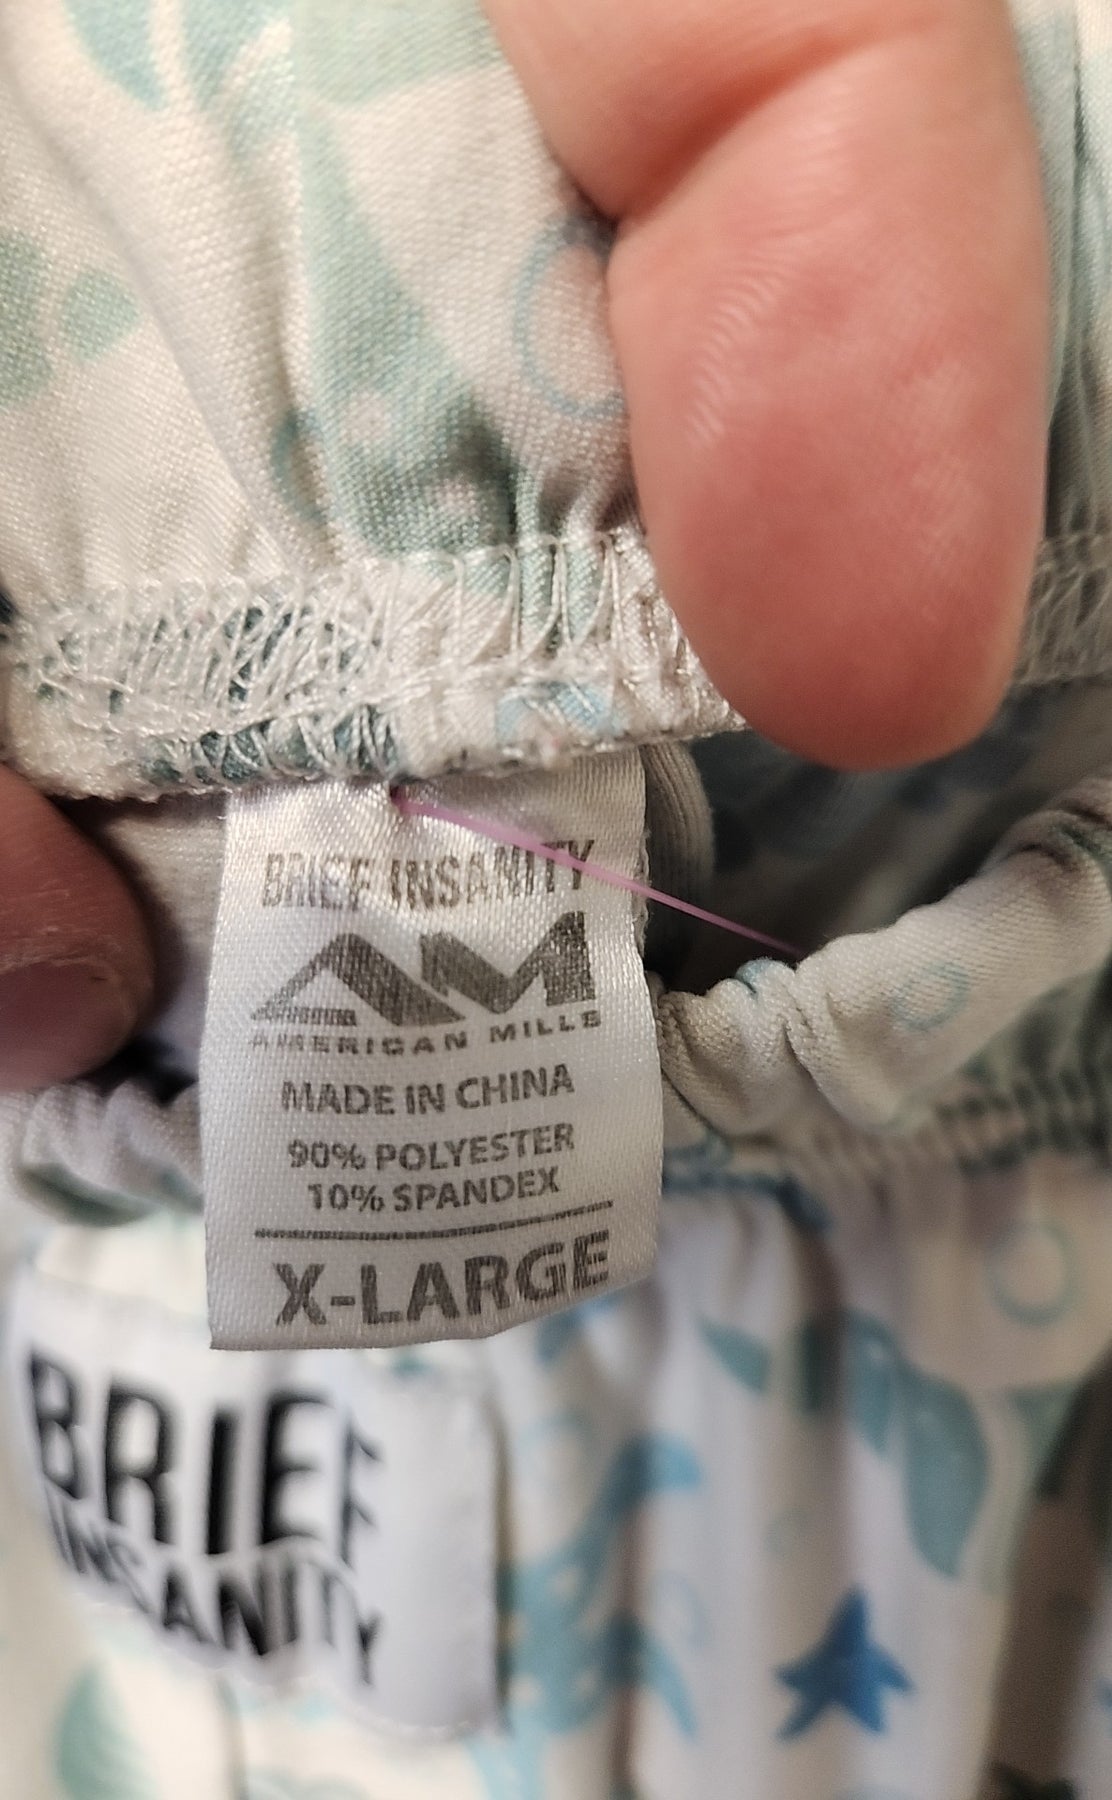 BRIEF INSANITY
AM
AMERICAN MILLS
MADE IN CHINA
90% POLYESTER
10% SPANDEX
X-LARGE
BRIEF
INSANITY